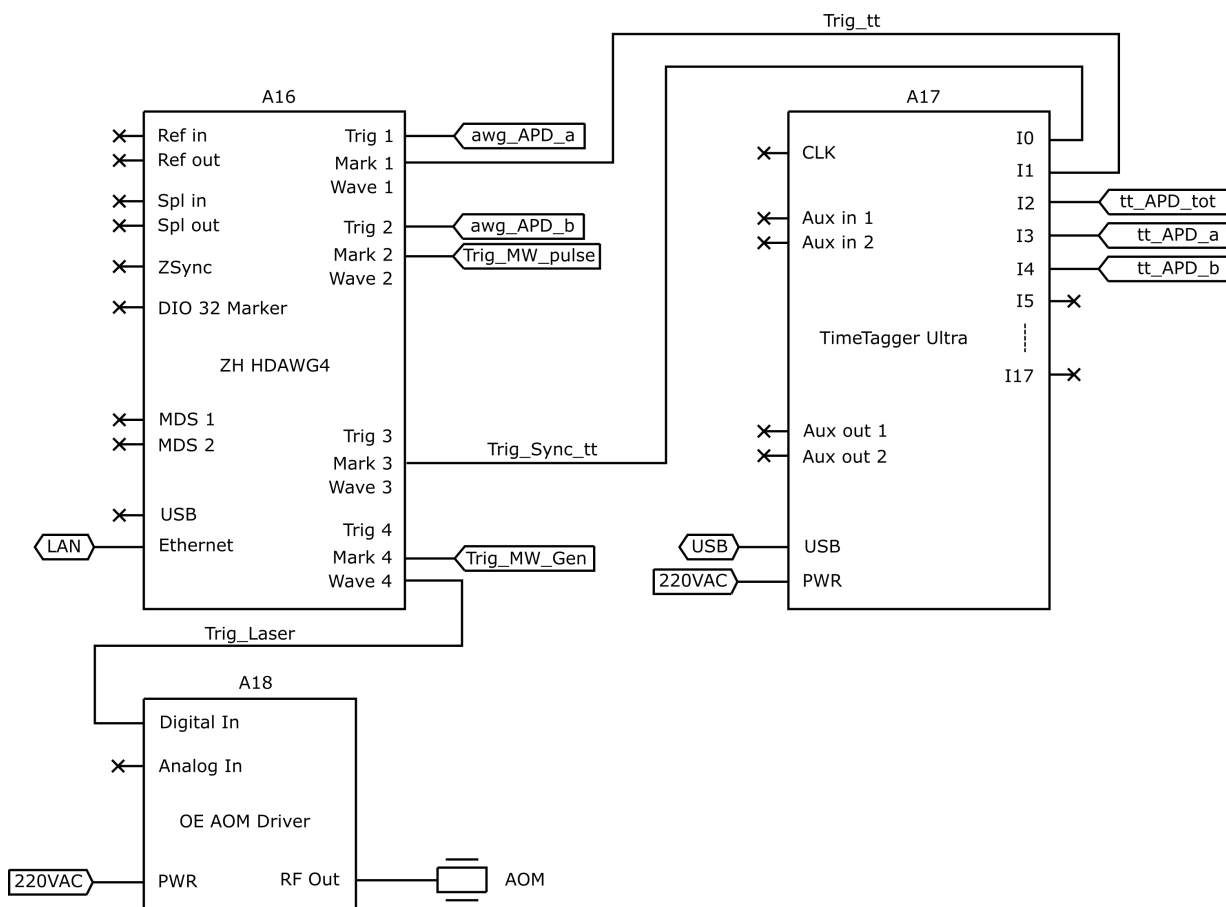 Trig_tt
A16
A17
Ref in
Ref out
Spl in
Spl out
ZSync
DIO 32 Marker
ZH HDAWG4
MDS 1
MDS 2
USB
LAN
Ethernet
Trig 1
awg_APD_a
Mark 1
Wave 1
Trig 2
awg_APD_b
Mark 2
Trig_MW_pulse
Wave 2
Trig 3
Mark 3
Wave 3
Trig_Sync_tt
Trig 4
Mark 4
Trig_MW_Gen
Wave 4
CLK
Aux in 1
Aux in 2
TimeTagger Ultra
Aux out 1
Aux out 2
USB
USB
220VAC
PWR
I0
I1
I2
tt_APD_tot
I3
tt_APD_a
I4
tt_APD_b
I5
I17
Trig_Laser
A18
Digital In
Analog In
OE AOM Driver
220VAC
PWR
RF Out
AOM